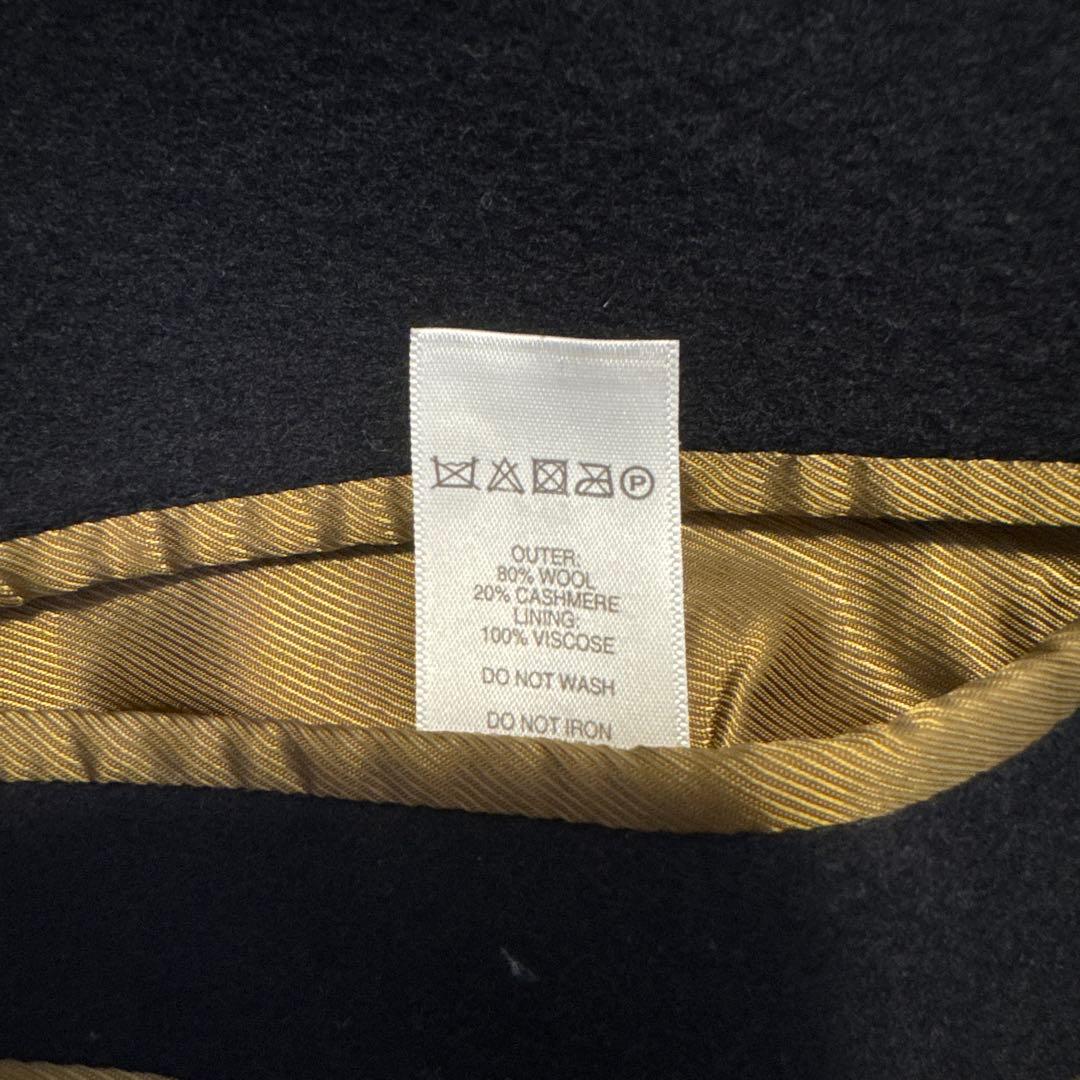 P
OUTER:
80% WOOL
20% CASHMERE
LINING:
100% VISCOSE
DO NOT WASH
DO NOT IRON